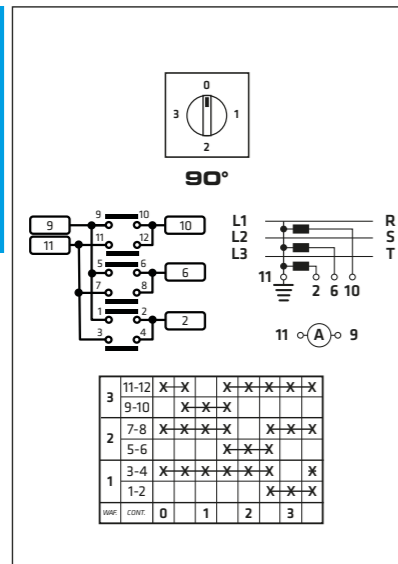 0
3 1
2
90°
9 9 10 10
11 11 12
5 6 6
7 8
1 2 2
3 4
L1 R
L2 S
L3 T
11 2 6 10
11 A 9
3 11-12 X X X X X X X
9-10 X X X
2 7-8 X X X X X X X
5-6 X X X
1 3-4 X X X X X X X
1-2 X X X
WAF. CONT. 0 1 2 3